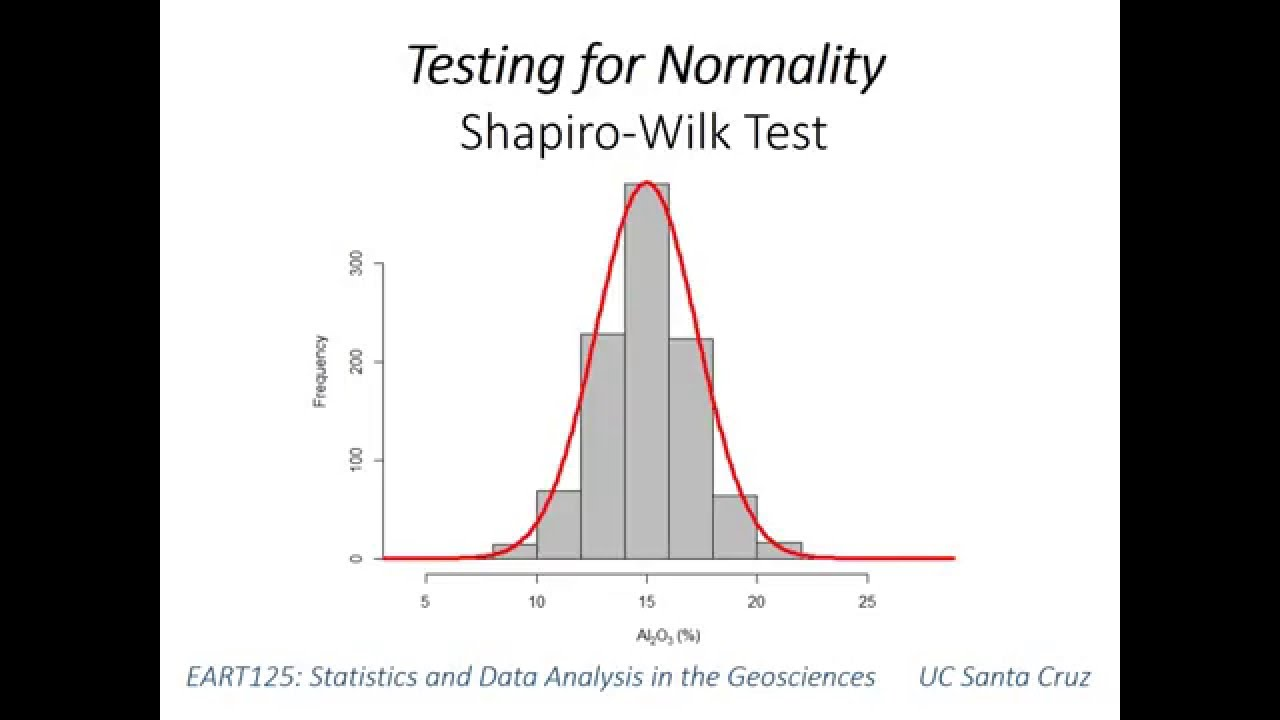 Testing for Normality
Shapiro-Wilk Test
300
200
100
0
Frequency
5 10 15 20 25
Al₂O₃ (%)
EART125: Statistics and Data Analysis in the Geosciences UC Santa Cruz